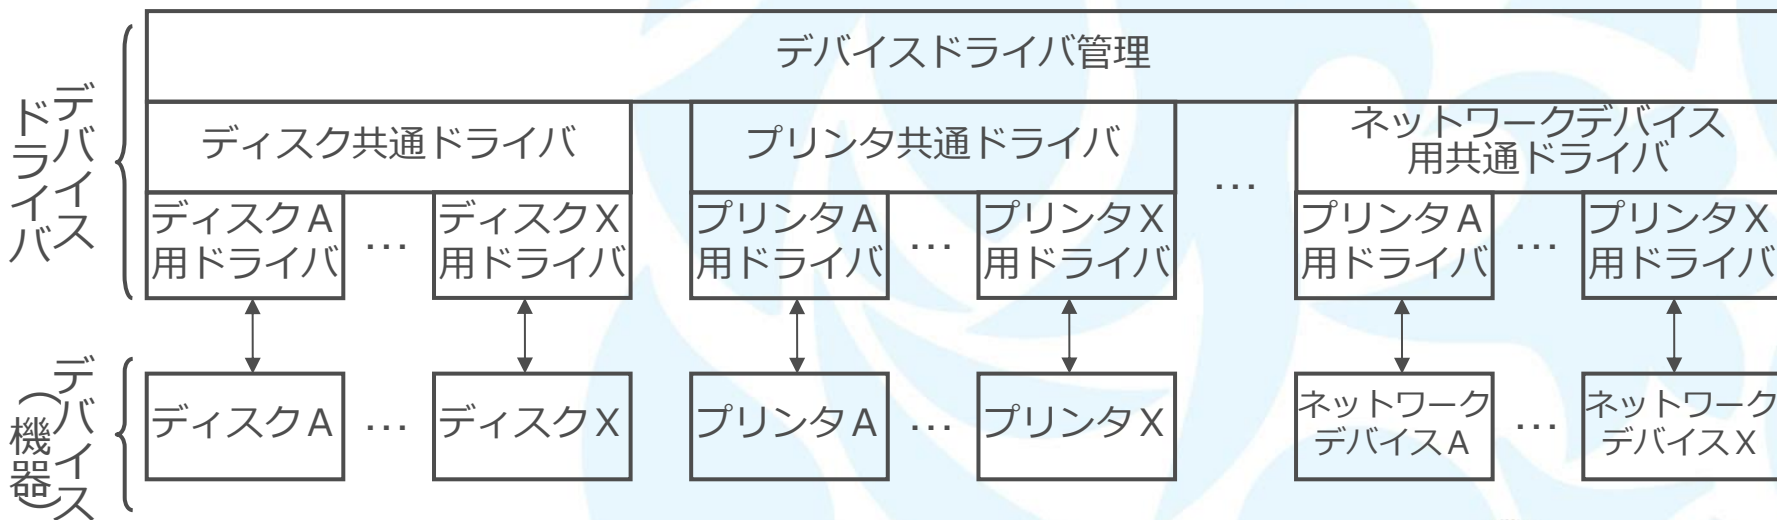 デバイスドライバ管理
デバイス
ドライバ
ディスク共通ドライバ
プリンタ共通ドライバ
…
ネットワークデバイス
用共通ドライバ
ディスクA
用ドライバ
…
ディスクX
用ドライバ
プリンタA
用ドライバ
…
プリンタX
用ドライバ
プリンタA
用ドライバ
…
プリンタX
用ドライバ
デバイス
(機器)
ディスクA
…
ディスクX
プリンタA
…
プリンタX
ネットワーク
デバイスA
…
ネットワーク
デバイスX